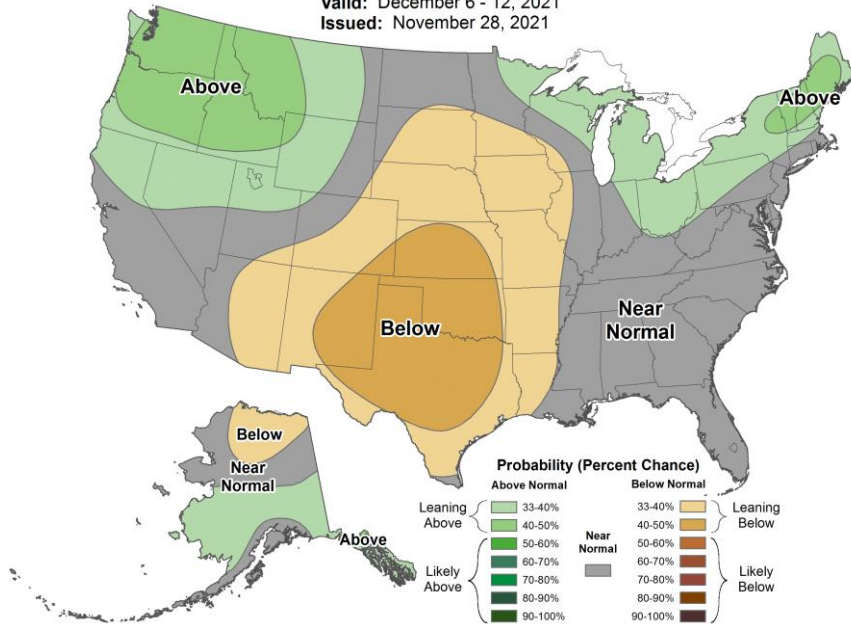 Valid: December 6 - 12, 2021
Issued: November 28, 2021
Above
Above
Below
Near
Normal
Below
Near
Normal
Above
Probability (Percent Chance)
Above Normal
Below Normal
Leaning
Above
33-40%
40-50%
Likely
Above
50-60%
60-70%
70-80%
80-90%
90-100%
Near
Normal
33-40%
40-50%
Leaning
Below
50-60%
60-70%
70-80%
80-90%
90-100%
Likely
Below